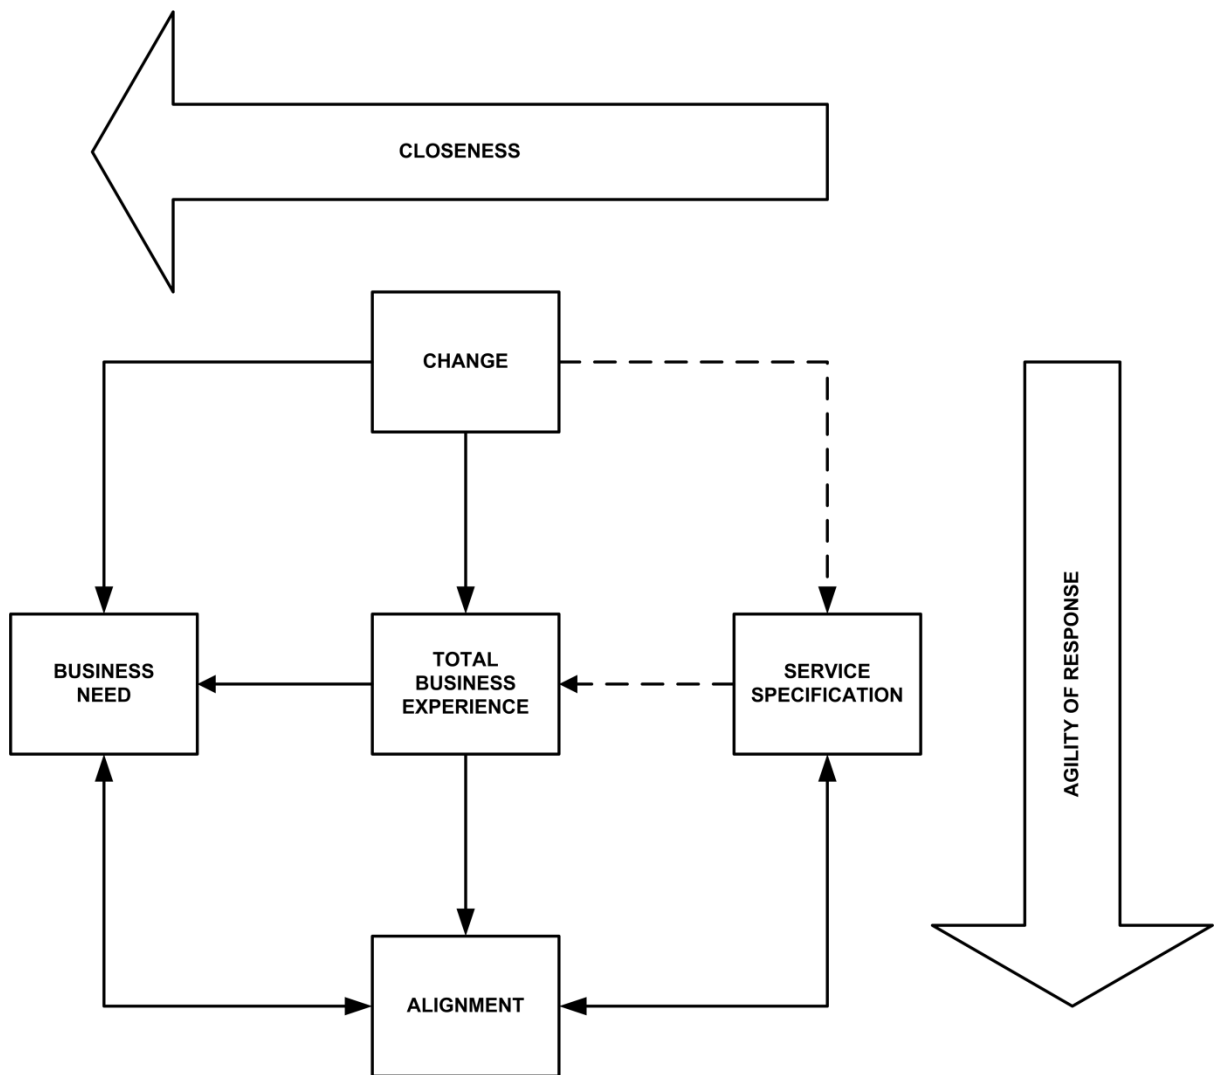 CLOSENESS
CHANGE
BUSINESS
NEED
TOTAL
BUSINESS
EXPERIENCE
SERVICE
SPECIFICATION
AGILITY OF RESPONSE
ALIGNMENT